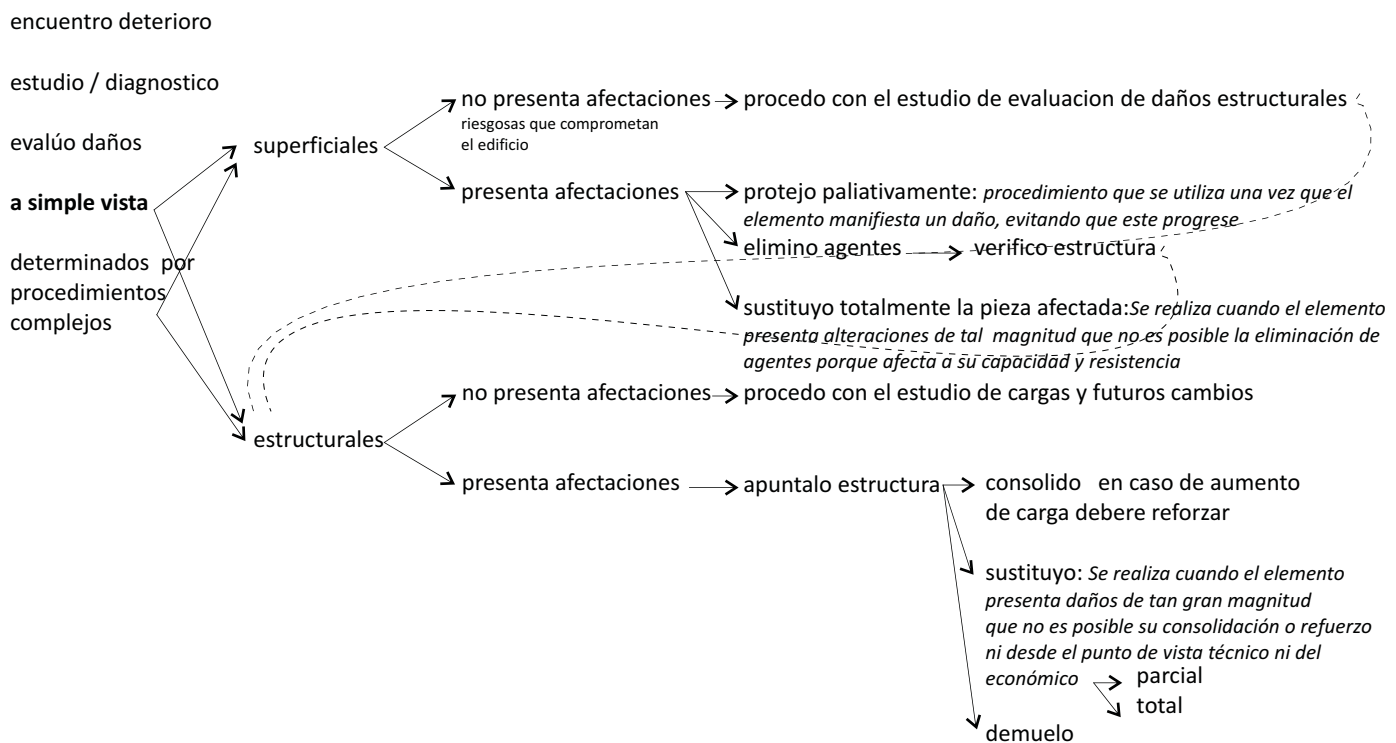 encuentro deterioro
estudio / diagnostico
evalúo daños
a simple vista
determinados por
procedimientos
complejos
superficiales
no presenta afectaciones
riesgosas que comprometan
el edificio
procedo con el estudio de evaluacion de daños estructurales
presenta afectaciones
protejo paliativamente: procedimiento que se utiliza una vez que el
elemento manifiesta un daño, evitando que este progrese
elimino agentes
verifico estructura
sustituyo totalmente la pieza afectada:Se realiza cuando el elemento
presenta alteraciones de tal magnitud que no es posible la eliminación de
agentes porque afecta a su capacidad y resistencia
estructurales
no presenta afectaciones
procedo con el estudio de cargas y futuros cambios
presenta afectaciones
apuntalo estructura
consolido en caso de aumento
de carga debere reforzar
sustituyo: Se realiza cuando el elemento
presenta daños de tan gran magnitud
que no es posible su consolidación o refuerzo
ni desde el punto de vista técnico ni del
económico
parcial
total
demuelo